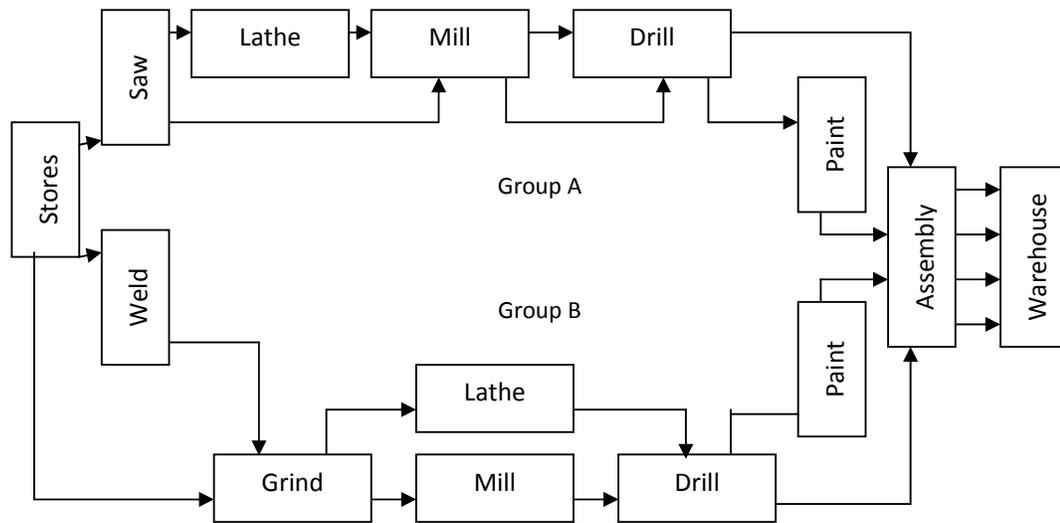 Lathe
Mill
Drill
Saw
Paint
Stores
Group A
Assembly
Warehouse
Weld
Group B
Paint
Lathe
Grind
Mill
Drill